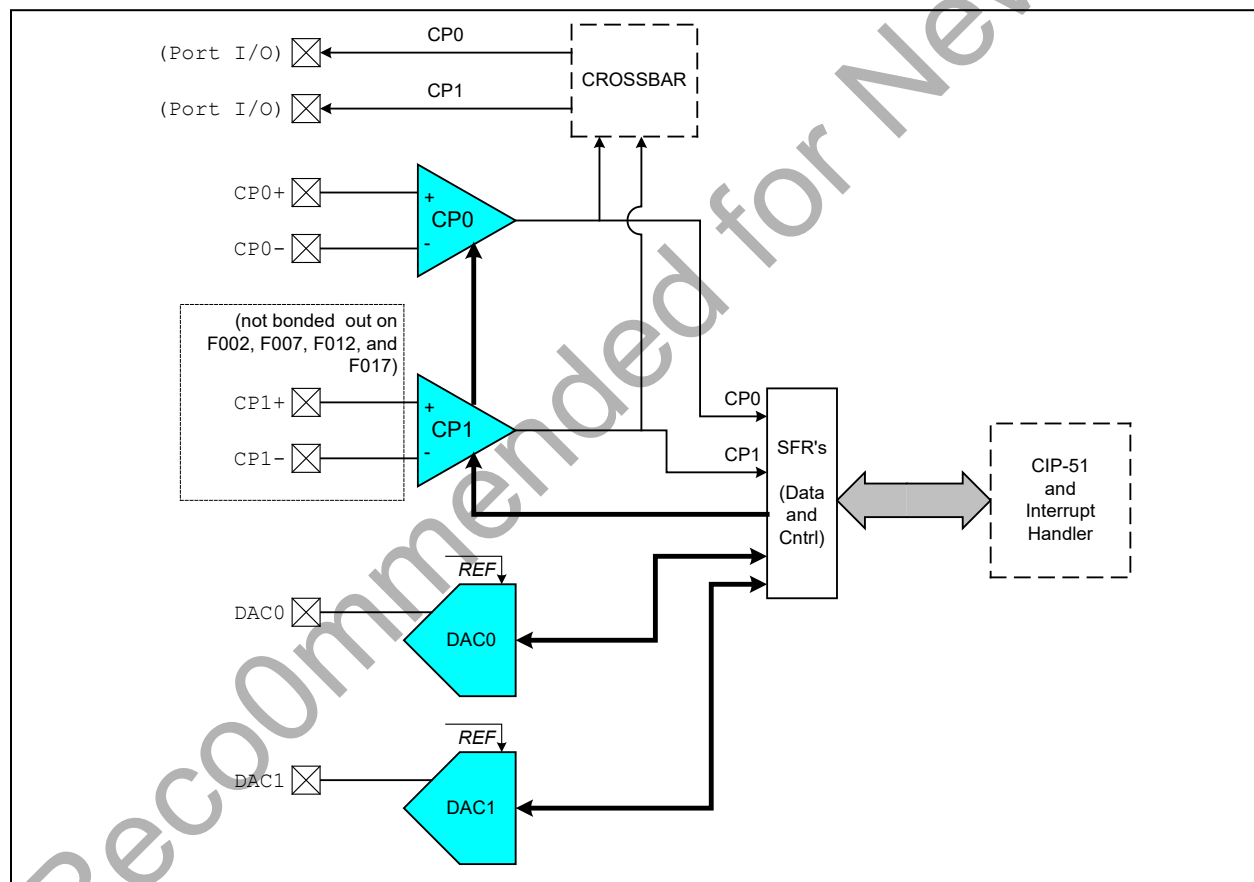 (Port I/O)
CP0
CROSSBAR
(Port I/O)
CP1
CP0+
+
CP0
CP0-
-
(not bonded out on
F002, F007, F012, and
F017)
CP1+
+
CP1
CP1-
-
CP0
CP1
SFR's
(Data
and
Cntrl)
CIP-51
and
Interrupt
Handler
REF
DAC0
DAC0
REF
DAC1
DAC1
Reco0mmended for New